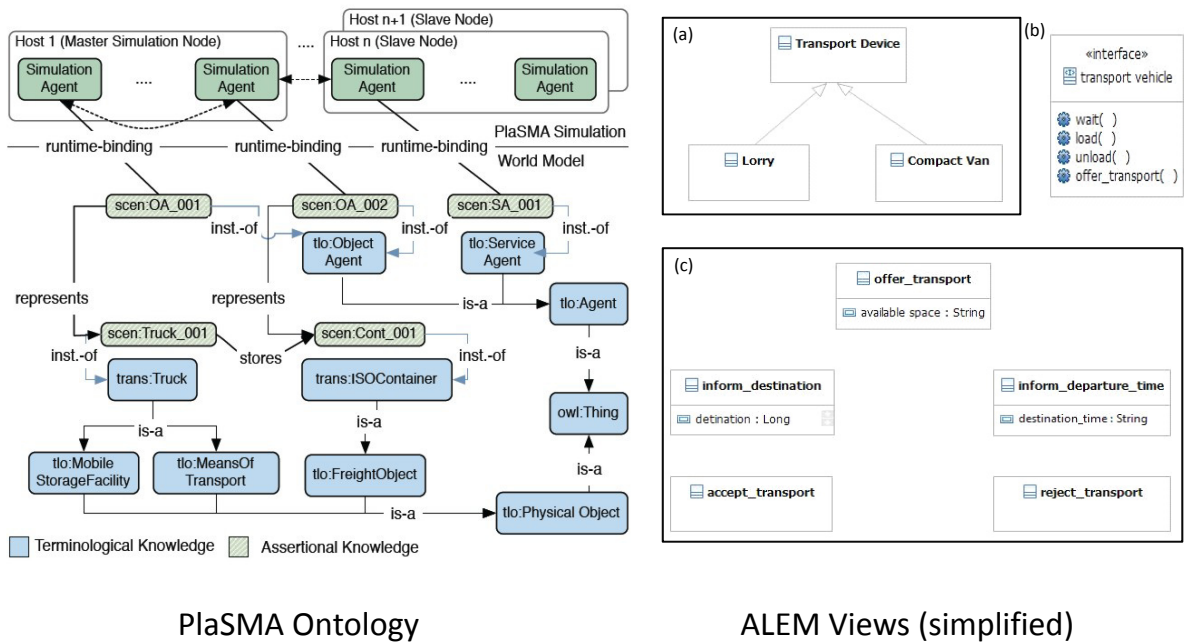 Host n+1 (Slave Node)
Host 1 (Master Simulation Node)
....
Host n (Slave Node)
Simulation
Agent
....
Simulation
Agent
Simulation
Agent
....
Simulation
Agent
PlaSMA Simulation
runtime-binding
runtime-binding
runtime-binding
World Model
scen:OA_001
scen:OA_002
scen:SA_001
inst.-of
inst.-of
inst.-of
tlo:Object
Agent
tlo:Service
Agent
represents
represents
is-a
tlo:Agent
scen:Truck_001
scen:Cont_001
stores
inst.-of
inst.-of
is-a
trans:Truck
trans:ISOContainer
owl:Thing
is-a
is-a
is-a
tlo:Mobile
StorageFacility
tlo:MeansOf
Transport
tlo:FreightObject
is-a
tlo:Physical Object
Terminological Knowledge
Assertional Knowledge
PlaSMA Ontology
(a)
Transport Device
Lorry
Compact Van
(b)
«interface»
transport vehicle
wait( )
load( )
unload( )
offer_transport( )
(c)
offer_transport
available space : String
inform_destination
detination : Long
inform_departure_time
destination_time : String
accept_transport
reject_transport
ALEM Views (simplified)